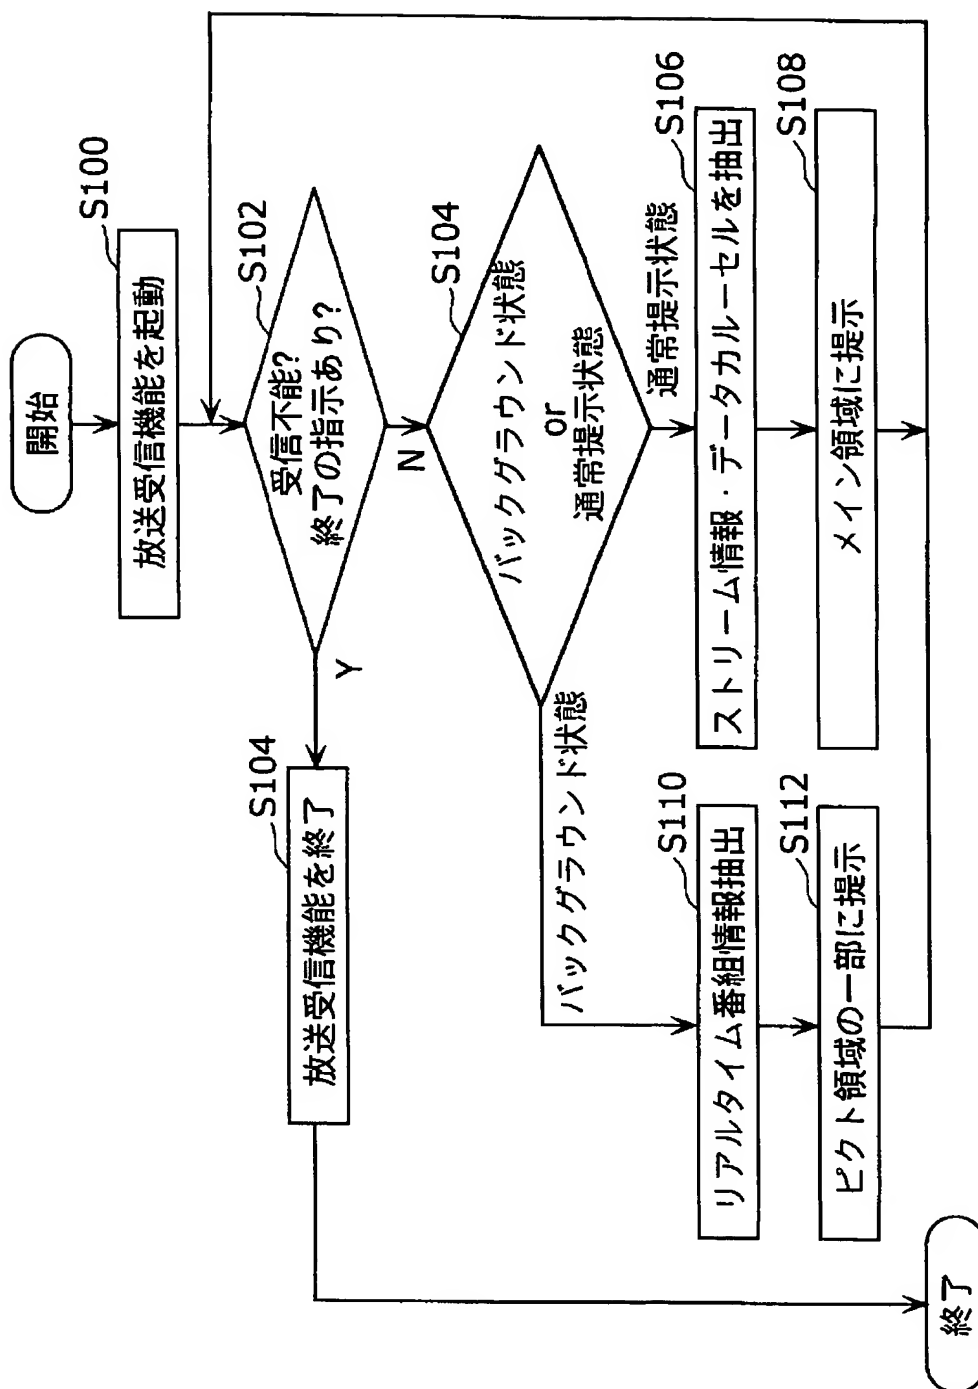 開始
S100
放送受信機能を起動
S102
受信不能?
終了の指示あり?
Y
N
S104
放送受信機能を終了
S104
バックグラウンド状態
or
通常提示状態
バックグラウンド状態
通常提示状態
S110
リアルタイム番組情報抽出
S106
ストリーム情報・データカルーセルを抽出
S112
ピクト領域の一部に提示
S108
メイン領域に提示
終了